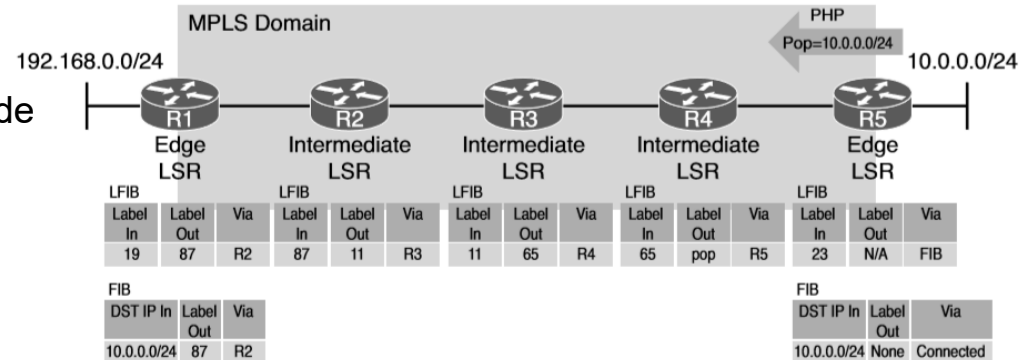 MPLS Domain
PHP
Pop=10.0.0.0/24
192.168.0.0/24
10.0.0.0/24
de
R1
R2
R3
R4
R5
Edge LSR
Intermediate LSR
Intermediate LSR
Intermediate LSR
Edge LSR
LFIB
Label In Label Out Via
19 87 R2
LFIB
Label In Label Out Via
87 11 R3
LFIB
Label In Label Out Via
11 65 R4
LFIB
Label In Label Out Via
65 pop R5
LFIB
Label In Label Out Via
23 N/A FIB
FIB
DST IP In Label Out Via
10.0.0.0/24 87 R2
FIB
DST IP In Label Out Via
10.0.0.0/24 None Connected